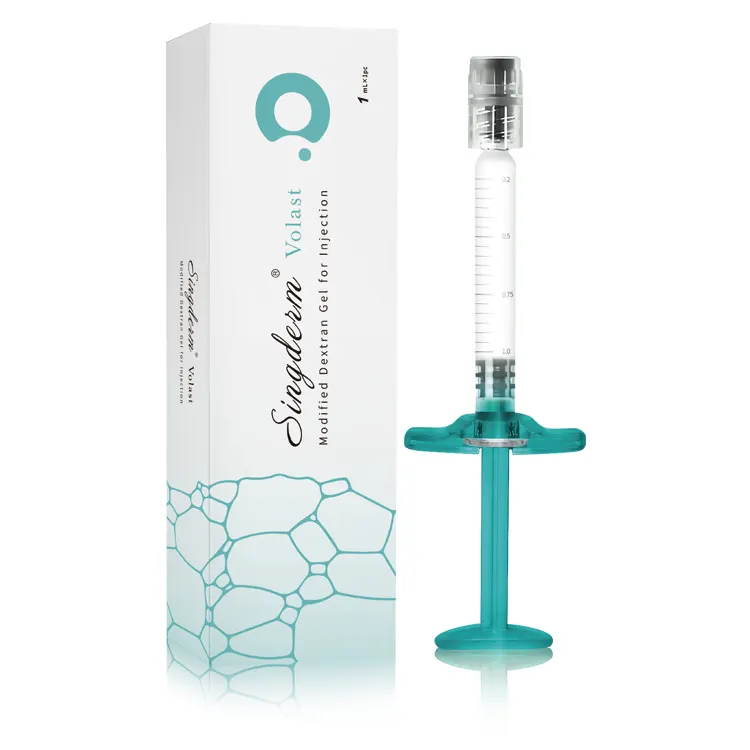 1 mL×1pc
Singderm® Volast
Modified Dextran Gel for Injection
Singderm® Volast
Modified Dextran Gel for Injection
0.2
0.5
0.75
1.0